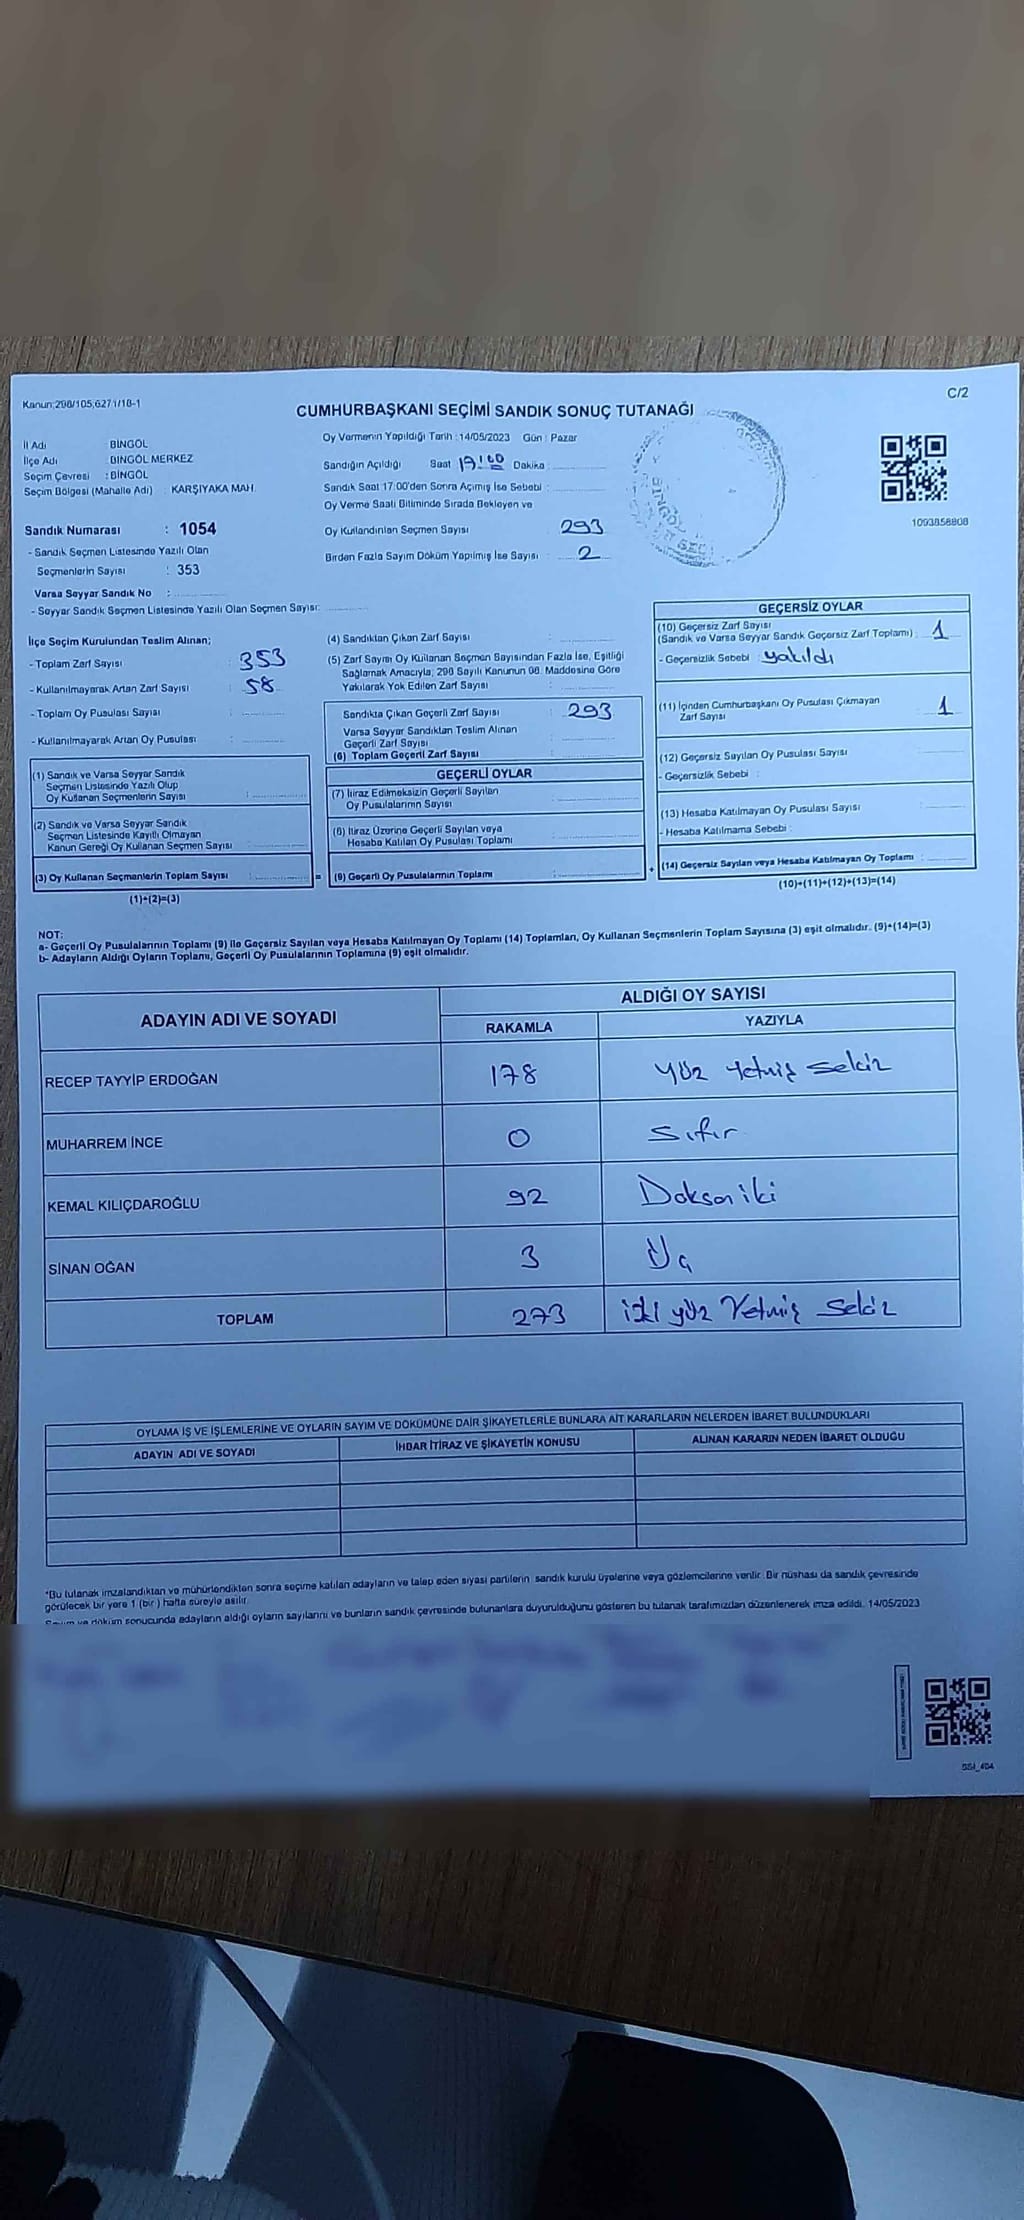 Kanun;298/105,6271/18-1
C/2
CUMHURBAŞKANI SEÇİMİ SANDIK SONUÇ TUTANAĞI
İl Adı : BİNGÖL
İlçe Adı : BİNGÖL MERKEZ
Seçim Çevresi : BİNGÖL
Seçim Bölgesi (Mahalle Adı) : KARŞIYAKA MAH.
Sandık Numarası : 1054
- Sandık Seçmen Listesinde Yazılı Olan
Seçmenlerin Sayısı : 353
Varsa Seyyar Sandık No :
- Seyyar Sandık Seçmen Listesinde Yazılı Olan Seçmen Sayısı:
Oy Vermenin Yapıldığı Tarih : 14/05/2023 Gün : Pazar
Sandığın Açıldığı Saat 19:00 Dakika :
Sandık Saat 17.00'den Sonra Açılmış İse Sebebi :
Oy Verme Saati Bitiminde Sırada Bekleyen ve
Oy Kullandırılan Seçmen Sayısı : 293
Birden Fazla Sayım Döküm Yapılmış İse Sayısı : 2
BİNGÖL
1093858808
İlçe Seçim Kurulundan Teslim Alınan;
- Toplam Zarf Sayısı : 353
- Kullanılmayarak Artan Zarf Sayısı : 58
- Toplam Oy Pusulası Sayısı :
- Kullanılmayarak Artan Oy Pusulası :
(1) Sandık ve Varsa Seyyar Sandık
Seçmen Listesinde Yazılı Olup
Oy Kullanan Seçmenlerin Sayısı :
(2) Sandık ve Varsa Seyyar Sandık
Seçmen Listesinde Kayıtlı Olmayan
Kanun Gereği Oy Kullanan Seçmen Sayısı :
(3) Oy Kullanan Seçmenlerin Toplam Sayısı : =
(1)+(2)=(3)
(4) Sandıktan Çıkan Zarf Sayısı :
(5) Zarf Sayısı Oy Kullanan Seçmen Sayısından Fazla İse, Eşitliği
Sağlamak Amacıyla; 298 Sayılı Kanunun 98. Maddesine Göre
Yakılarak Yok Edilen Zarf Sayısı :
Sandıkta Çıkan Geçerli Zarf Sayısı : 293
Varsa Seyyar Sandıktan Teslim Alınan
Geçerli Zarf Sayısı
(6) Toplam Geçerli Zarf Sayısı
GEÇERLİ OYLAR
(7) İtiraz Edilmeksizin Geçerli Sayılan
Oy Pusulalarının Sayısı :
(8) İtiraz Üzerine Geçerli Sayılan veya
Hesaba Katılan Oy Pusulası Toplamı :
(9) Geçerli Oy Pusulalarının Toplamı : +
GEÇERSİZ OYLAR
(10) Geçersiz Zarf Sayısı
(Sandık ve Varsa Seyyar Sandık Geçersiz Zarf Toplamı) : 1
- Geçersizlik Sebebi : yakıldı
(11) İçinden Cumhurbaşkanı Oy Pusulası Çıkmayan
Zarf Sayısı : 1
(12) Geçersiz Sayılan Oy Pusulası Sayısı :
- Geçersizlik Sebebi :
(13) Hesaba Katılmayan Oy Pusulası Sayısı :
- Hesaba Katılmama Sebebi :
(14) Geçersiz Sayılan veya Hesaba Katılmayan Oy Toplamı :
(10)+(11)+(12)+(13)=(14)
NOT:
a- Geçerli Oy Pusulalarının Toplamı (9) ile Geçersiz Sayılan veya Hesaba Katılmayan Oy Toplamı (14) Toplamları, Oy Kullanan Seçmenlerin Toplam Sayısına (3) eşit olmalıdır. (9)+(14)=(3)
b- Adayların Aldığı Oyların Toplamı, Geçerli Oy Pusulalarının Toplamına (9) eşit olmalıdır.
ADAYIN ADI VE SOYADI
ALDIĞI OY SAYISI
RAKAMLA YAZIYLA
RECEP TAYYİP ERDOĞAN 178 Yüz Yetmiş Sekiz
MUHARREM İNCE 0 Sıfır
KEMAL KILIÇDAROĞLU 92 Doksan iki
SİNAN OĞAN 3 Üç
TOPLAM 273 iki yüz Yetmiş Sekiz
OYLAMA İŞ VE İŞLEMLERİNE VE OYLARIN SAYIM VE DÖKÜMÜNE DAİR ŞİKAYETLERLE BUNLARA AİT KARARLARIN NELERDEN İBARET BULUNDUKLARI
ADAYIN ADI VE SOYADI İHBAR İTİRAZ VE ŞİKAYETİN KONUSU ALINAN KARARIN NEDEN İBARET OLDUĞU
*Bu tutanak imzalandıktan ve mühürlendikten sonra seçime katılan adayların ve talep eden siyasi partilerin sandık kurulu üyelerine veya gözlemcilerine verilir. Bir nüshası da sandık çevresinde
görülecek bir yere 1 (bir ) hafta süreyle asılır.
Sayım ve döküm sonucunda adayların aldığı oyların sayılarını ve bunların sandık çevresinde bulunanlara duyurulduğunu gösteren bu tutanak tarafımızdan düzenlenerek imza edildi. 14/05/2023